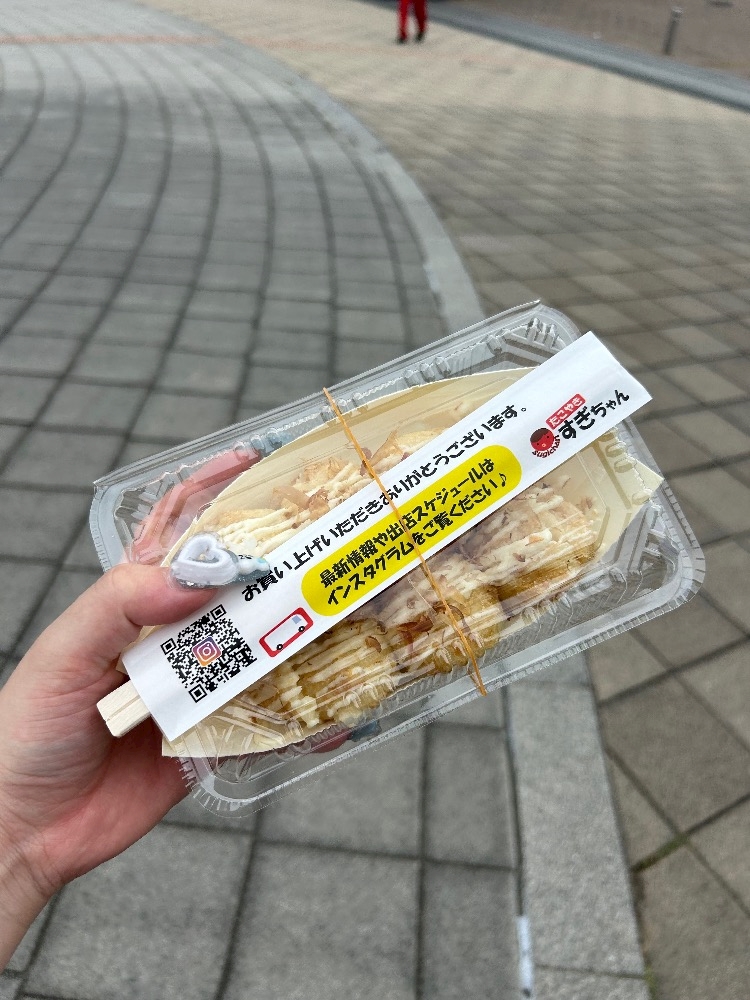 お買い上げいただきありがとうございます。
最新情報や出店スケジュールは
インスタグラムをご覧ください♪
たこやき
すぎちゃん
SUGICHAN